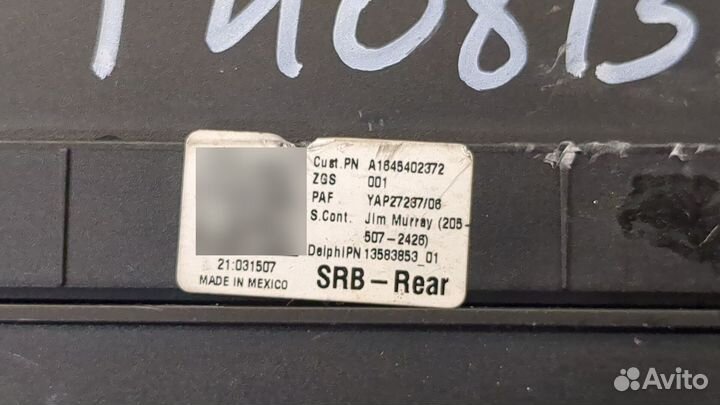 Cust.PN A1645402372
ZGS 001
PAF YAP27237/06
S.Cont. Jim Murray (205-
507-2426)
DelphiPN 13583853_01
21:031507
MADE IN MEXICO
SRB-Rear
Avito